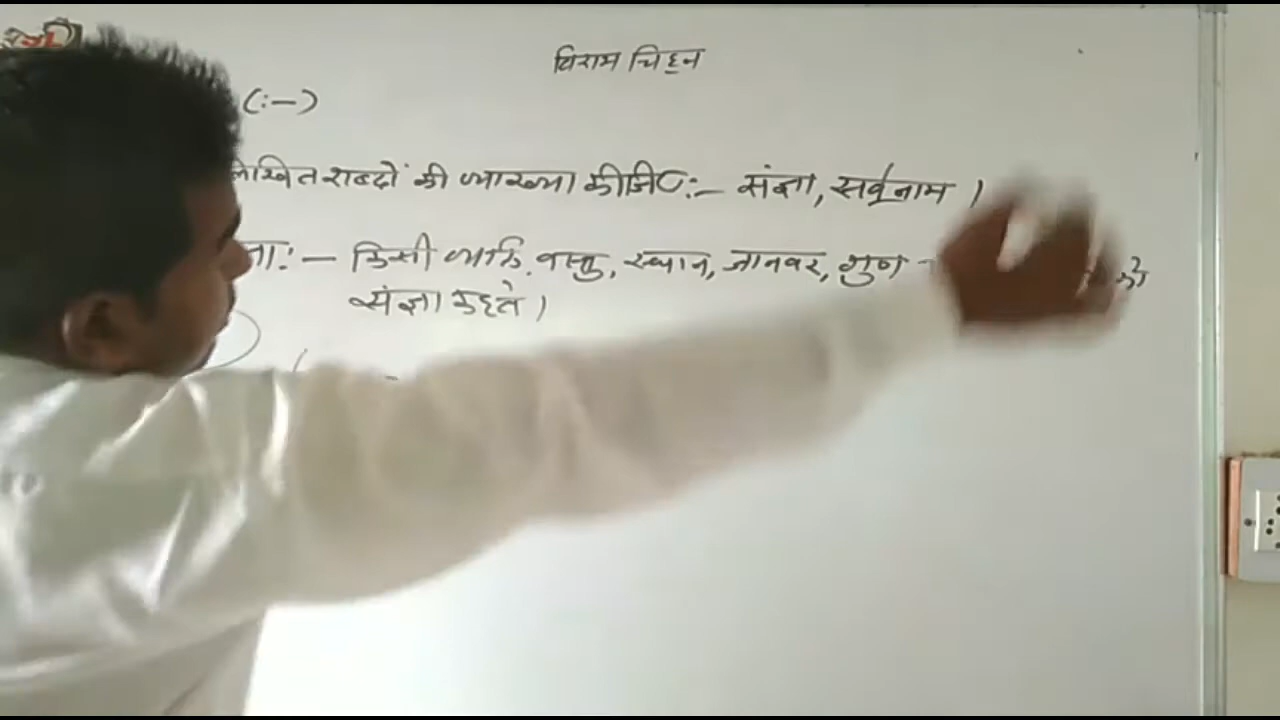 विराम चिह्न
(:–)
लिखित शब्दों की व्याख्या कीजिए:– संज्ञा, सर्वनाम ।
ज्ञा:– किसी व्यक्ति, वस्तु, स्थान, जानवर, गुण को
संज्ञा कहते ।